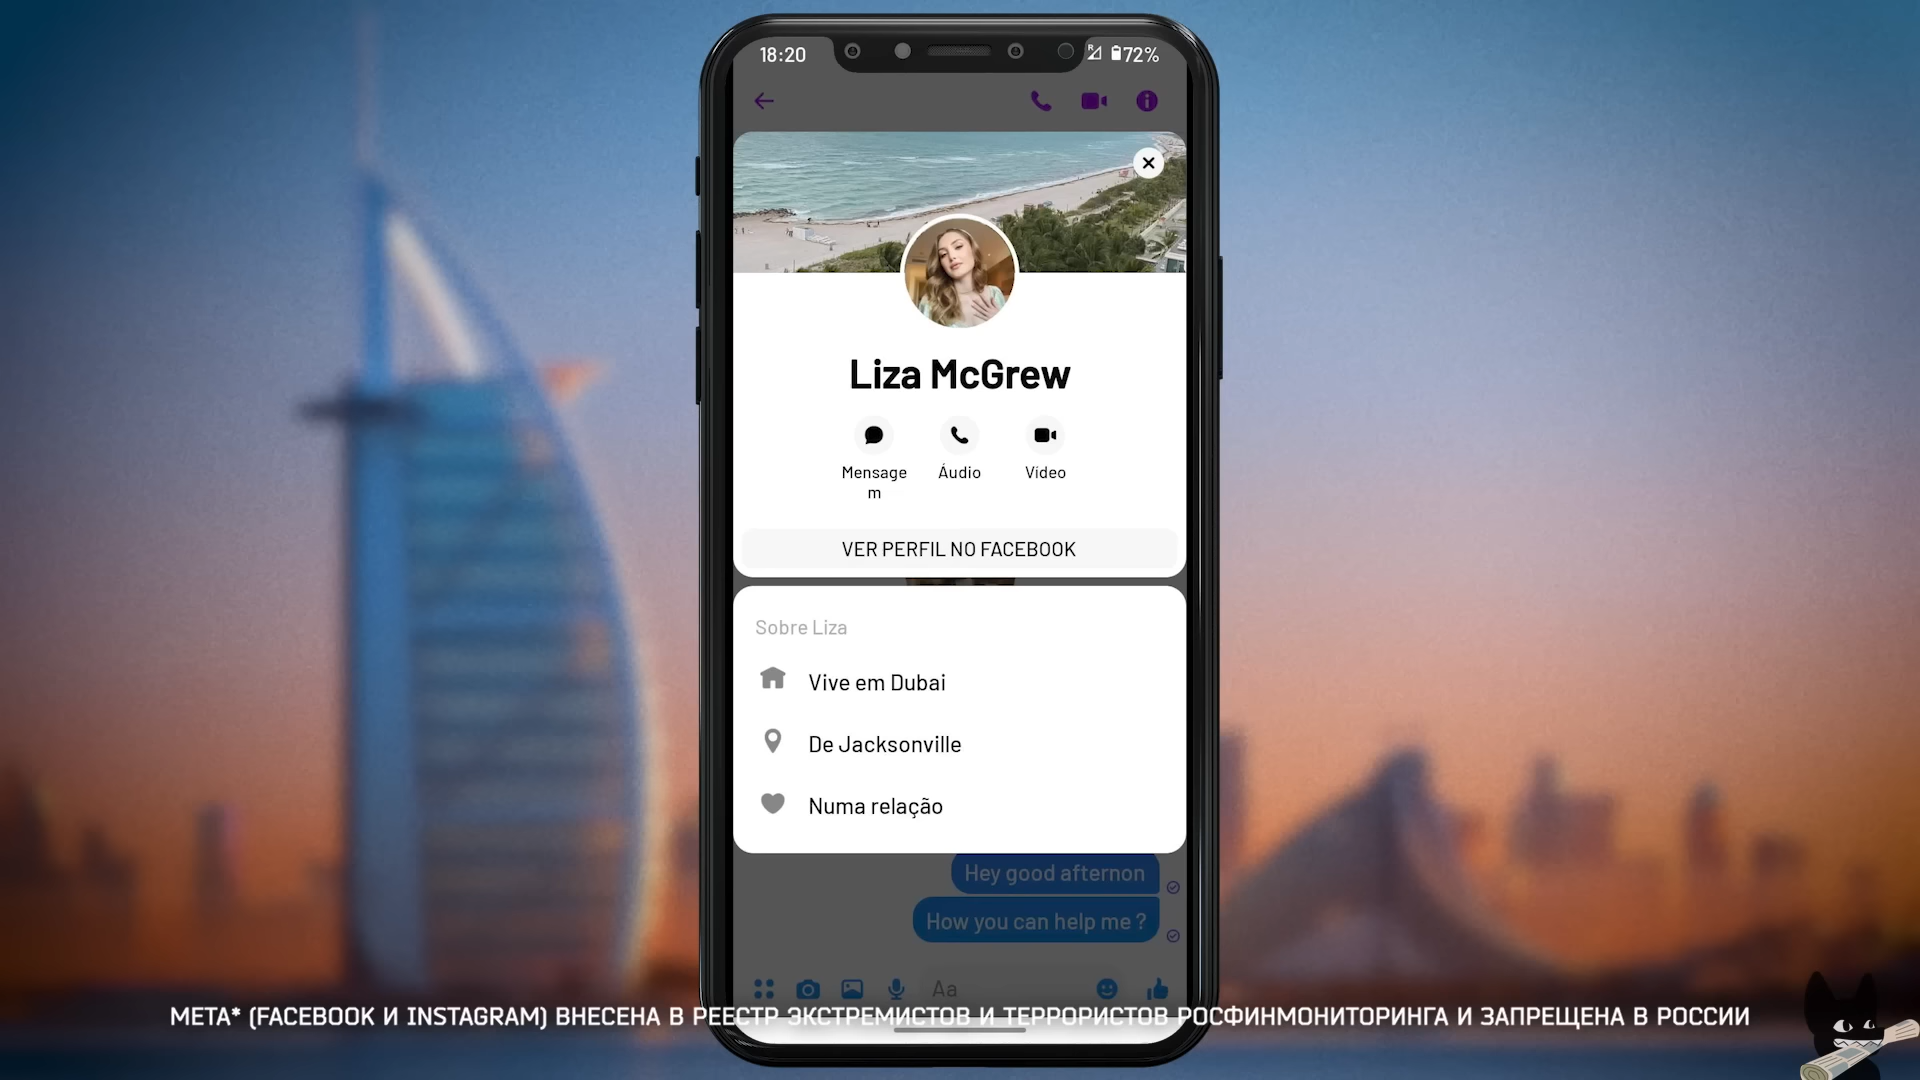 18:20
72%
Liza McGrew
Mensage
m
Áudio
Vídeo
VER PERFIL NO FACEBOOK
Sobre Liza
Vive em Dubai
De Jacksonville
Numa relação
Hey good afternon
How you can help me ?
Aa
META* (FACEBOOK И INSTAGRAM) ВНЕСЕНА В РЕЕСТР ЭКСТРЕМИСТОВ И ТЕРРОРИСТОВ РОСФИНМОНИТОРИНГА И ЗАПРЕЩЕНА В РОССИИ